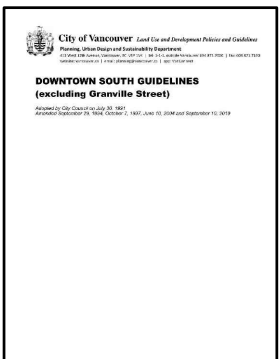 City of Vancouver Land Use and Development Policies and Guidelines
Planning, Urban Design and Sustainability Department
DOWNTOWN SOUTH GUIDELINES
(excluding Granville Street)
Adopted by City Council on July 30, 1991
Amended September 29, 1994, October 7, 1997, June 10, 2004 and September 10, 2019